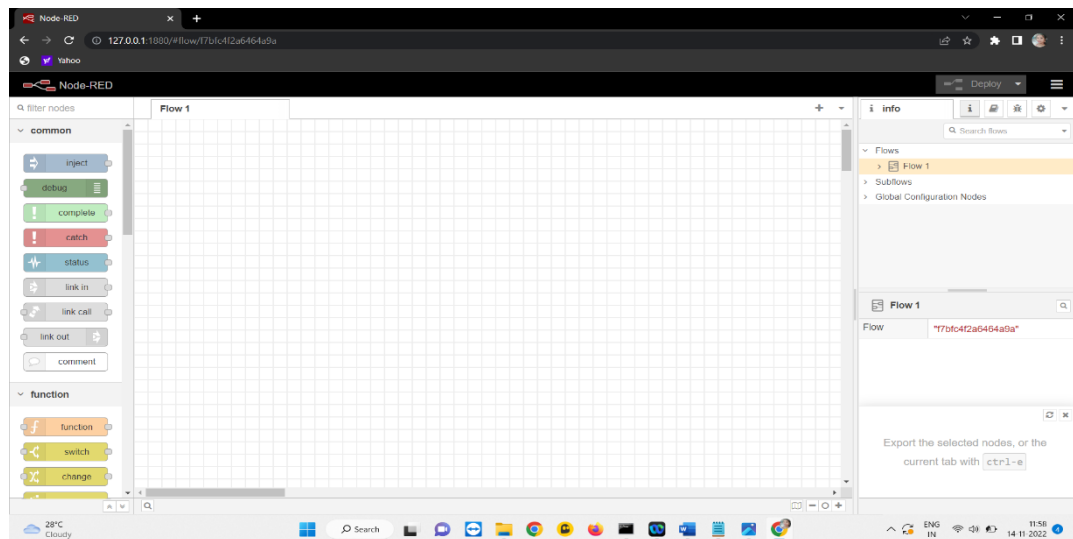 Node-RED
127.0.0.1:1880/#flow/f7bfc4f2a6464a9a
Yahoo
Node-RED
Deploy
filter nodes
Flow 1
i info
i
common
Search flows
inject
Flows
Flow 1
debug
Subflows
Global Configuration Nodes
complete
catch
status
link in
link call
Flow 1
Flow "f7bfc4f2a6464a9a"
link out
comment
function
function
switch
change
Export the selected nodes, or the
current tab with ctrl-e
28°C
Cloudy
Search
ENG
IN
11:58
14-11-2022
4